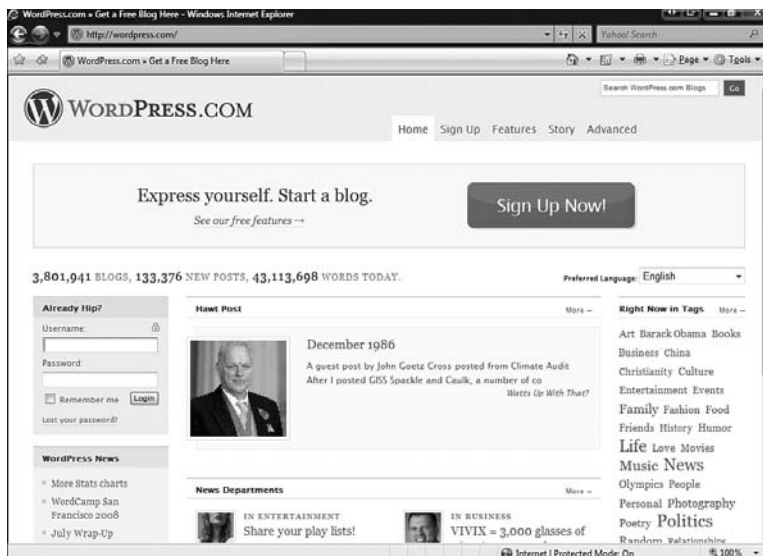 WordPress.com » Get a Free Blog Here - Windows Internet Explorer
http://wordpress.com/
Yahoo! Search
WordPress.com » Get a Free Blog Here
Page
Tools
Search WordPress.com Blogs
Go
WORDPRESS.COM
Home Sign Up Features Story Advanced
Express yourself. Start a blog.
See our free features →
Sign Up Now!
3,801,941 BLOGS, 133,376 NEW POSTS, 43,113,698 WORDS TODAY.
Preferred Language: English
Already Hip?
Username:
Password:
Remember me
Login
Lost your password?
WordPress News
More Stats charts
WordCamp San
Francisco 2008
July Wrap-Up
Hawt Post
More —
December 1986
A guest post by John Goetz Cross posted from Climate Audit
After I posted GISS Spackle and Caulk, a number of co
Watts Up With That?
News Departments
More —
IN ENTERTAINMENT
Share your play lists!
IN BUSINESS
VIVIX = 3,000 glasses of
Right Now in Tags
More —
Art Barack Obama Books
Business China
Christianity Culture
Entertainment Events
Family Fashion Food
Friends History Humor
Life Love Movies
Music News
Olympics People
Personal Photography
Poetry Politics
Random Relationships
Internet | Protected Mode: On
100%